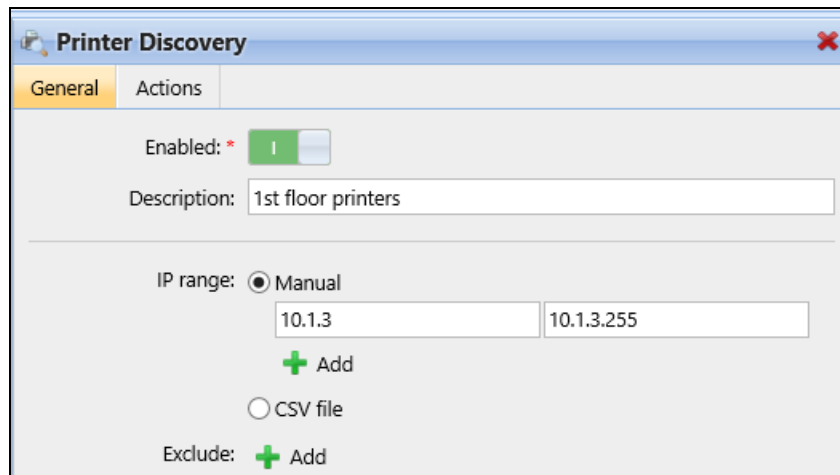 Printer Discovery
General Actions
Enabled: *
Description: 1st floor printers
IP range: Manual
10.1.3 10.1.3.255
Add
CSV file
Exclude: Add